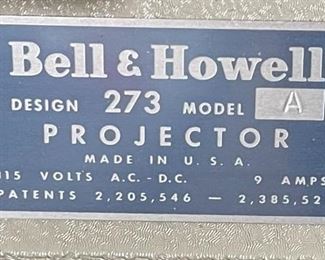 Bell & Howell
DESIGN 273 MODEL A
PROJECTOR
MADE IN U.S.A.
115 VOLTS A.C.-D.C. 9 AMPS
PATENTS 2,205,546 — 2,385,52